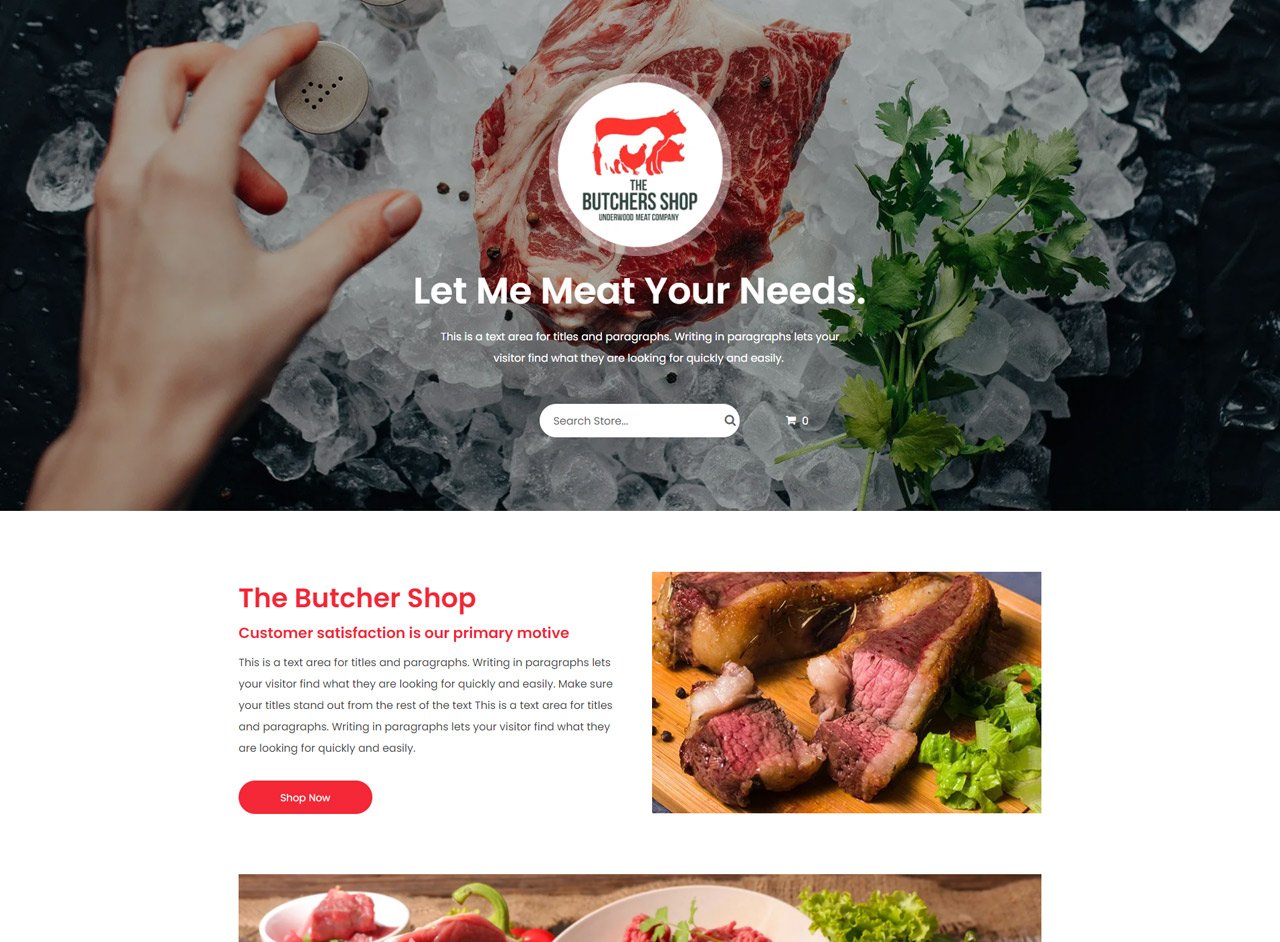 THE
BUTCHERS SHOP
UNDERWOOD MEAT COMPANY
Let Me Meat Your Needs.
This is a text area for titles and paragraphs. Writing in paragraphs lets your
visitor find what they are looking for quickly and easily.
Search Store...
0
The Butcher Shop
Customer satisfaction is our primary motive
This is a text area for titles and paragraphs. Writing in paragraphs lets
your visitor find what they are looking for quickly and easily. Make sure
your titles stand out from the rest of the text This is a text area for titles
and paragraphs. Writing in paragraphs lets your visitor find what they
are looking for quickly and easily.
Shop Now